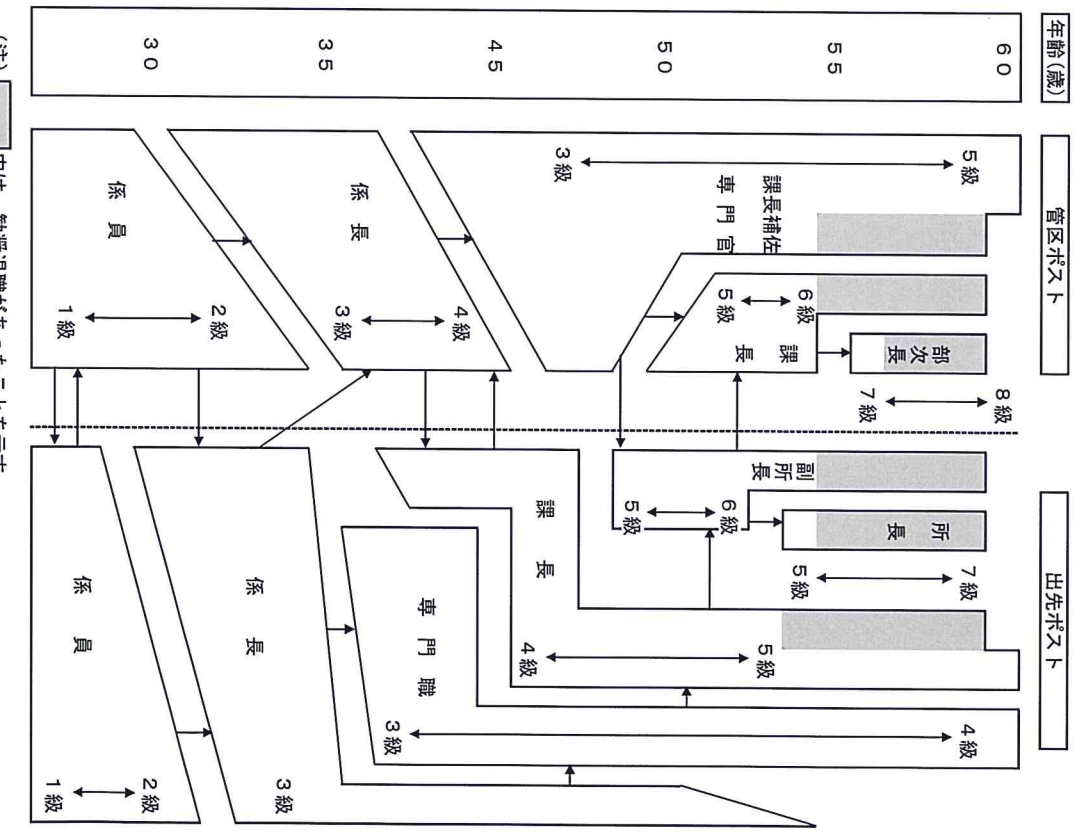 年齢(歳)
管区ポスト
出先ポスト
60
55
50
45
35
30
5級
3級
課長補佐
専門官
6級
5級
課長
部次長
8級
7級
係長
4級
3級
係員
2級
1級
副所長
6級
5級
所長
7級
5級
課長
5級
4級
専門職
4級
3級
係長
3級
係員
2級
1級
(注)